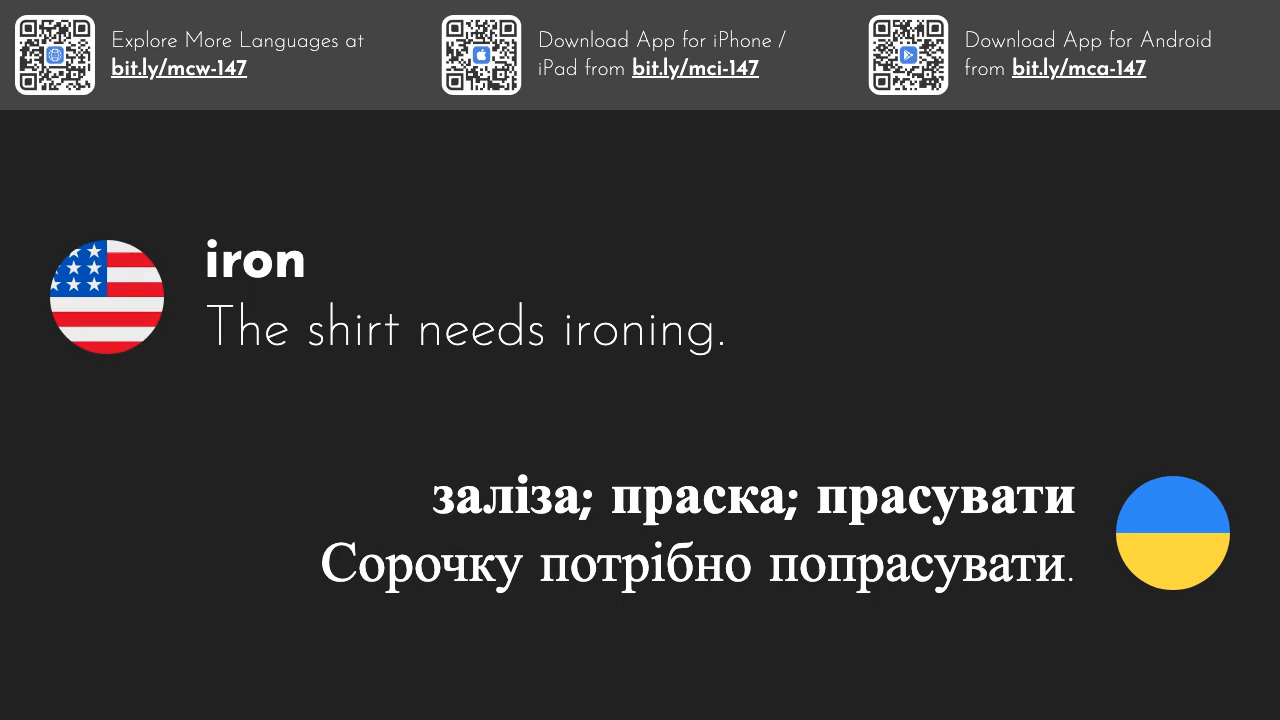 Explore More Languages at
bit.ly/mcw-147
Download App for iPhone /
iPad from bit.ly/mci-147
Download App for Android
from bit.ly/mca-147
iron
The shirt needs ironing.
заліза; праска; прасувати
Сорочку потрібно попрасувати.